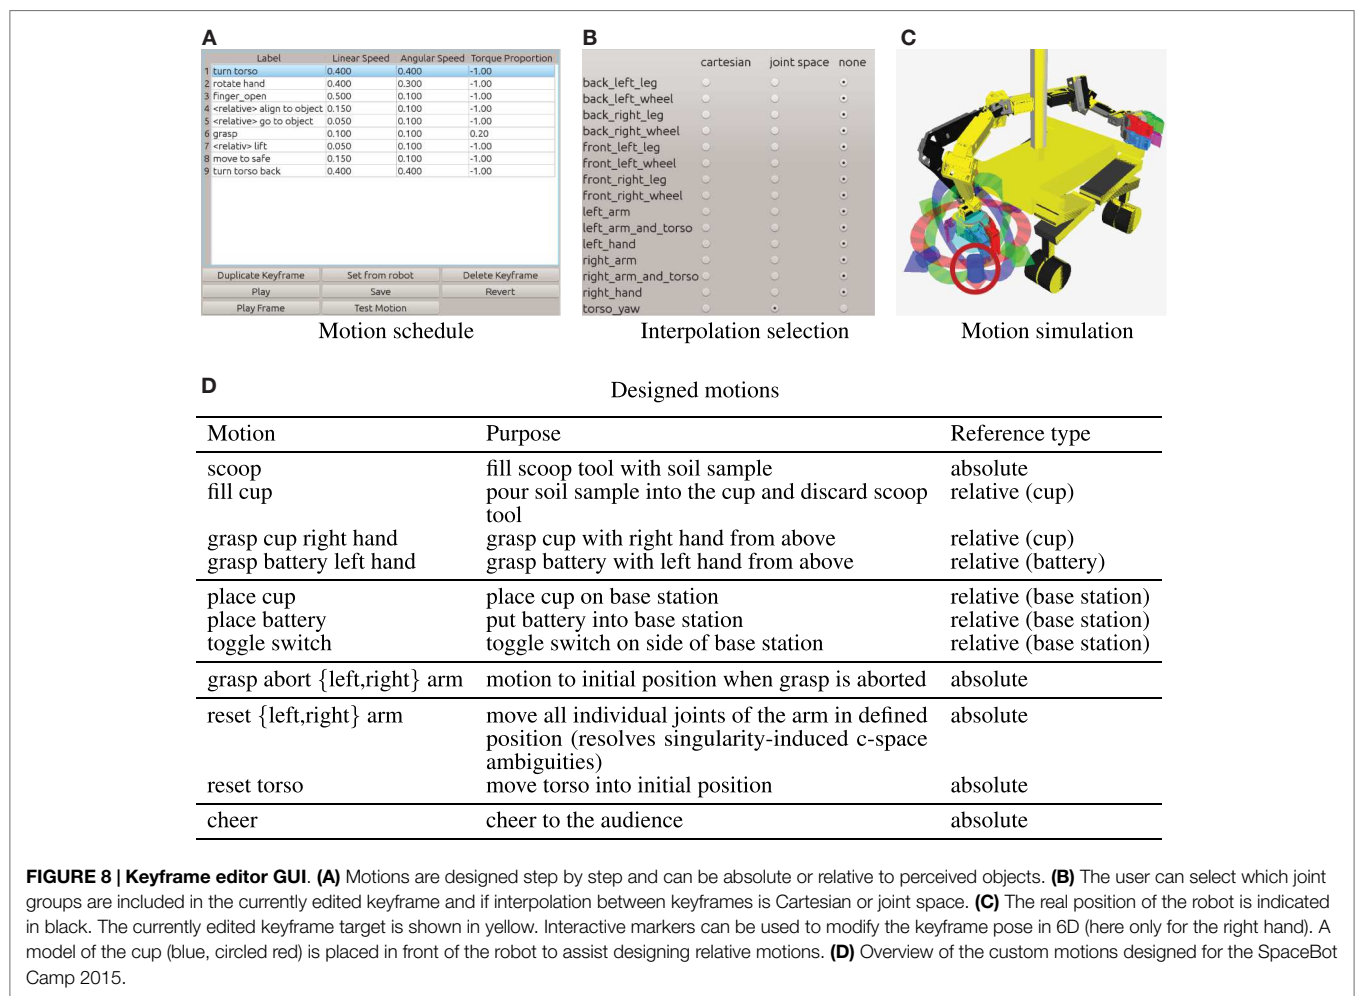 A
Label Linear Speed Angular Speed Torque Proportion
1 turn torso 0.400 0.400 -1.00
2 rotate hand 0.400 0.300 -1.00
3 finger_open 0.500 0.100 -1.00
4 <relative> align to object 0.150 0.100 -1.00
5 <relative> go to object 0.050 0.100 -1.00
6 grasp 0.100 0.100 0.20
7 <relativ> lift 0.050 0.100 -1.00
8 move to safe 0.150 0.100 -1.00
9 turn torso back 0.400 0.400 -1.00
Duplicate Keyframe Set from robot Delete Keyframe
Play Save Revert
Play Frame Test Motion
Motion schedule
B
cartesian joint space none
back_left_leg
back_left_wheel
back_right_leg
back_right_wheel
front_left_leg
front_left_wheel
front_right_leg
front_right_wheel
left_arm
left_arm_and_torso
left_hand
right_arm
right_arm_and_torso
right_hand
torso_yaw
Interpolation selection
C
Motion simulation
D
Designed motions
Motion Purpose Reference type
scoop fill scoop tool with soil sample absolute
fill cup pour soil sample into the cup and discard scoop relative (cup)
tool
grasp cup right hand grasp cup with right hand from above relative (cup)
grasp battery left hand grasp battery with left hand from above relative (battery)
place cup place cup on base station relative (base station)
place battery put battery into base station relative (base station)
toggle switch toggle switch on side of base station relative (base station)
grasp abort {left,right} arm motion to initial position when grasp is aborted absolute
reset {left,right} arm move all individual joints of the arm in defined absolute
position (resolves singularity-induced c-space
ambiguities)
reset torso move torso into initial position absolute
cheer cheer to the audience absolute
FIGURE 8 | Keyframe editor GUI. (A) Motions are designed step by step and can be absolute or relative to perceived objects. (B) The user can select which joint
groups are included in the currently edited keyframe and if interpolation between keyframes is Cartesian or joint space. (C) The real position of the robot is indicated
in black. The currently edited keyframe target is shown in yellow. Interactive markers can be used to modify the keyframe pose in 6D (here only for the right hand). A
model of the cup (blue, circled red) is placed in front of the robot to assist designing relative motions. (D) Overview of the custom motions designed for the SpaceBot
Camp 2015.